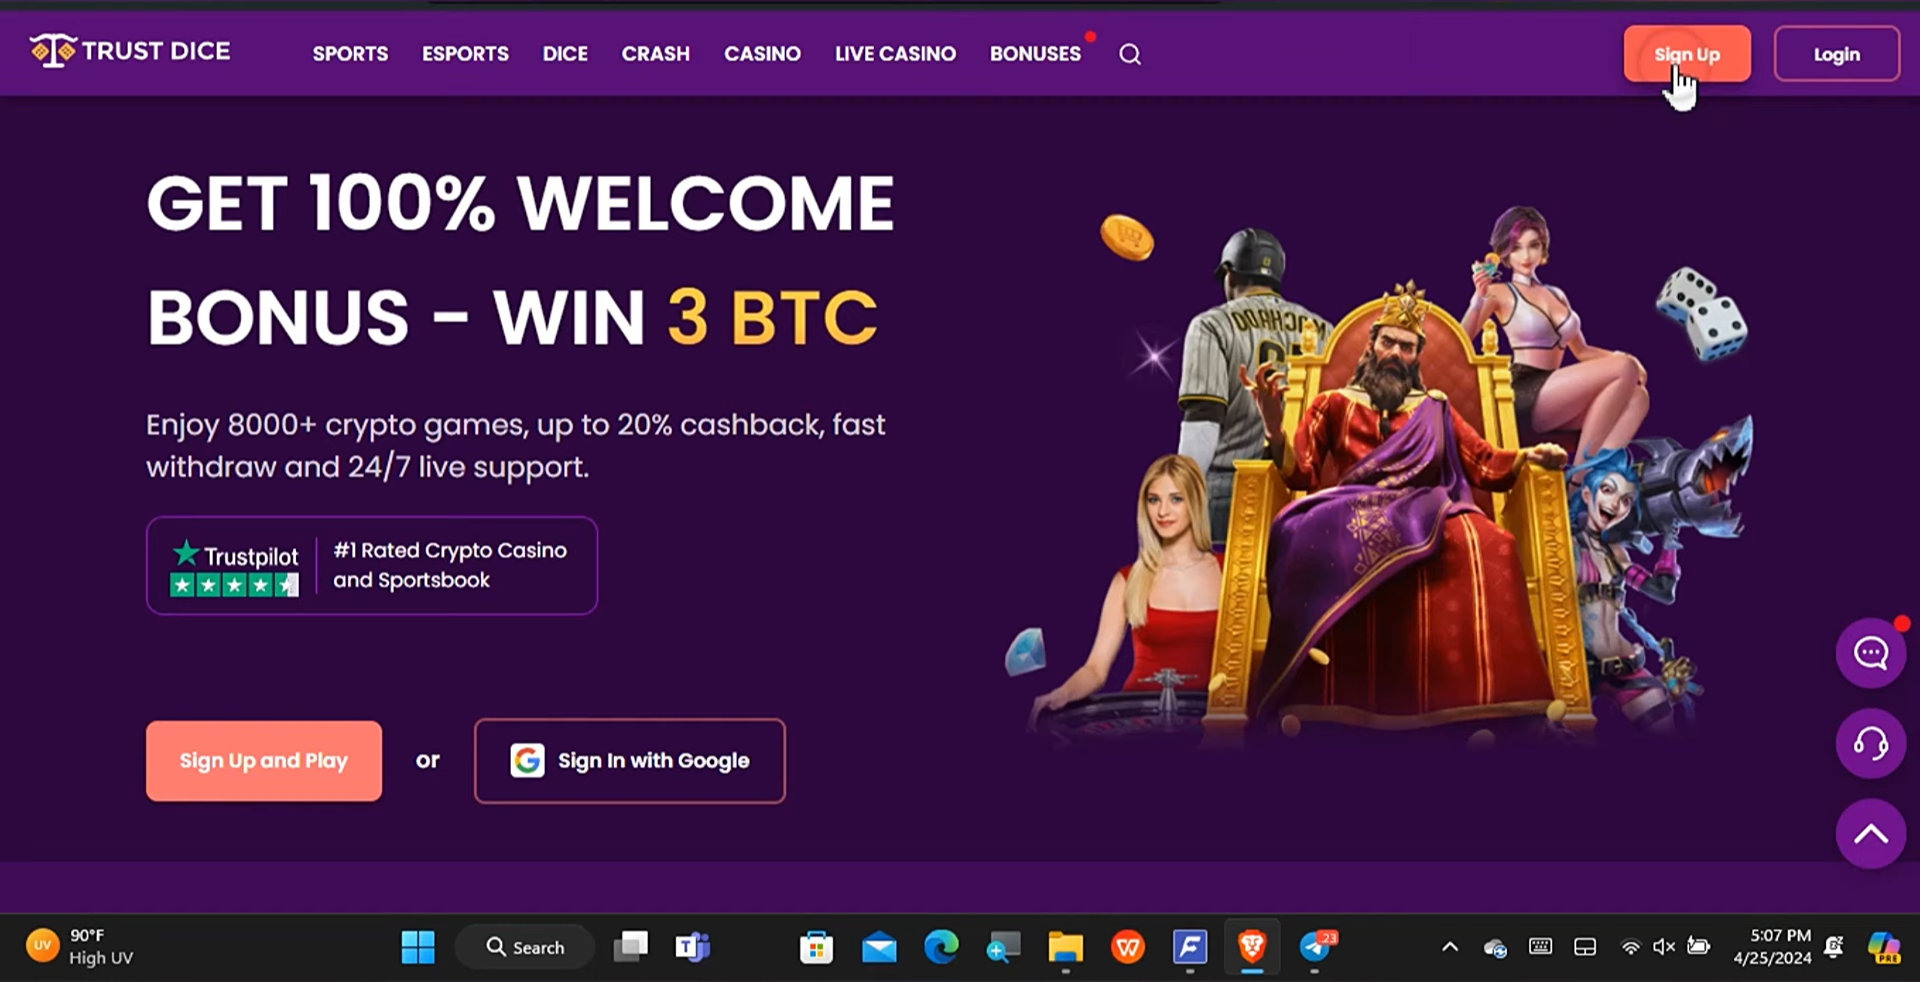 TRUST DICE
SPORTS
ESPORTS
DICE
CRASH
CASINO
LIVE CASINO
BONUSES
Sign Up
Login
GET 100% WELCOME
BONUS – WIN 3 BTC
Enjoy 8000+ crypto games, up to 20% cashback, fast
withdraw and 24/7 live support.
Trustpilot
#1 Rated Crypto Casino
and Sportsbook
Sign Up and Play
or
G
Sign In with Google
UV
90°F
High UV
Search
T
W
F
23
5:07 PM
4/25/2024
PRE